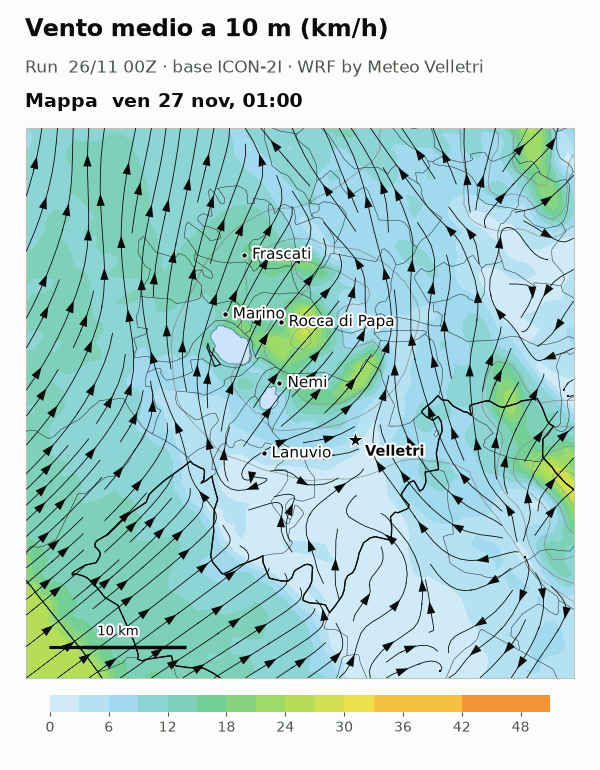 Vento medio a 10 m (km/h)
Run  26/11 00Z · base ICON-2I · WRF by Meteo Velletri
Mappa  ven 27 nov, 01:00
Frascati
Marino
Rocca di Papa
Nemi
Lanuvio
Velletri
10 km
0 6 12 18 24 30 36 42 48